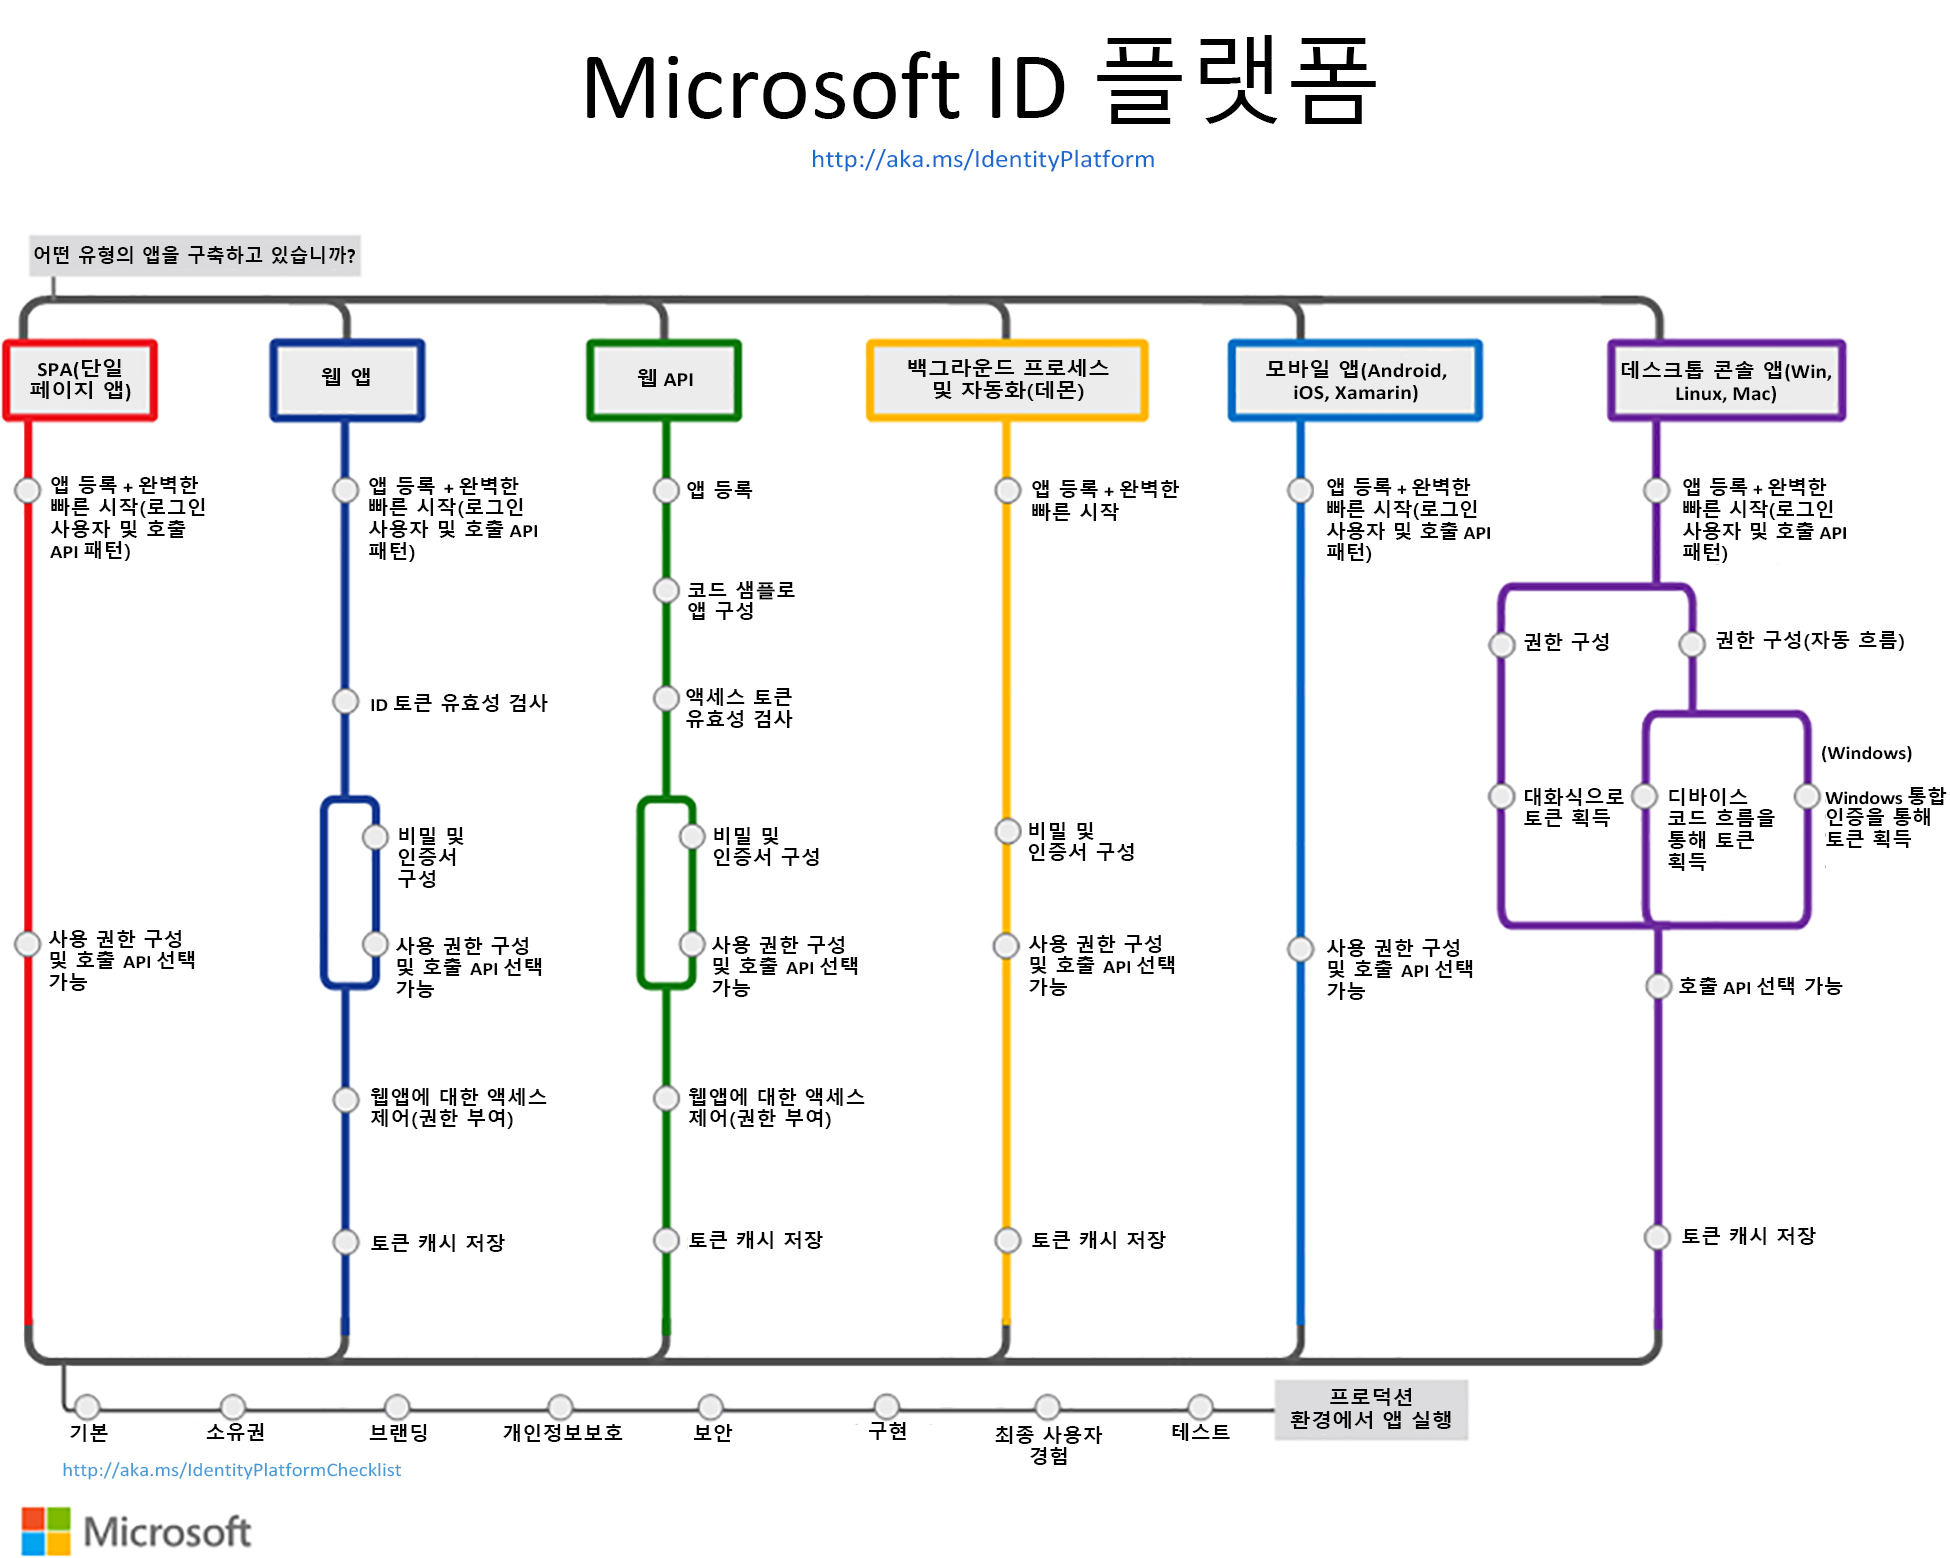 Microsoft ID 플랫폼
http://aka.ms/IdentityPlatform
어떤 유형의 앱을 구축하고 있습니까?
SPA(단일
페이지 앱)
앱 등록 + 완벽한
빠른 시작(로그인
사용자 및 호출
API 패턴)
사용 권한 구성
및 호출 API 선택
가능
웹 앱
앱 등록 + 완벽한
빠른 시작(로그인
사용자 및 호출 API
패턴)
ID 토큰 유효성 검사
비밀 및
인증서
구성
사용 권한 구성
및 호출 API 선택
가능
웹앱에 대한 액세스
제어(권한 부여)
토큰 캐시 저장
웹 API
앱 등록
코드 샘플로
앱 구성
액세스 토큰
유효성 검사
비밀 및
인증서 구성
사용 권한 구성
및 호출 API 선택
가능
웹앱에 대한 액세스
제어(권한 부여)
토큰 캐시 저장
백그라운드 프로세스
및 자동화(데몬)
앱 등록 + 완벽한
빠른 시작
비밀 및
인증서 구성
사용 권한 구성
및 호출 API 선택
가능
토큰 캐시 저장
모바일 앱(Android,
iOS, Xamarin)
앱 등록 + 완벽한
빠른 시작(로그인
사용자 및 호출 API
패턴)
사용 권한 구성
및 호출 API 선택
가능
데스크톱 콘솔 앱(Win,
Linux, Mac)
앱 등록 + 완벽한
빠른 시작(로그인
사용자 및 호출 API
패턴)
권한 구성
권한 구성(자동 흐름)
대화식으로
토큰 획득
디바이스
코드 흐름을
통해 토큰
획득
(Windows)
Windows 통합
인증을 통해
토큰 획득
호출 API 선택 가능
토큰 캐시 저장
기본
소유권
브랜딩
개인정보보호
보안
구현
최종 사용자
경험
테스트
프로덕션
환경에서 앱 실행
http://aka.ms/IdentityPlatformChecklist
Microsoft